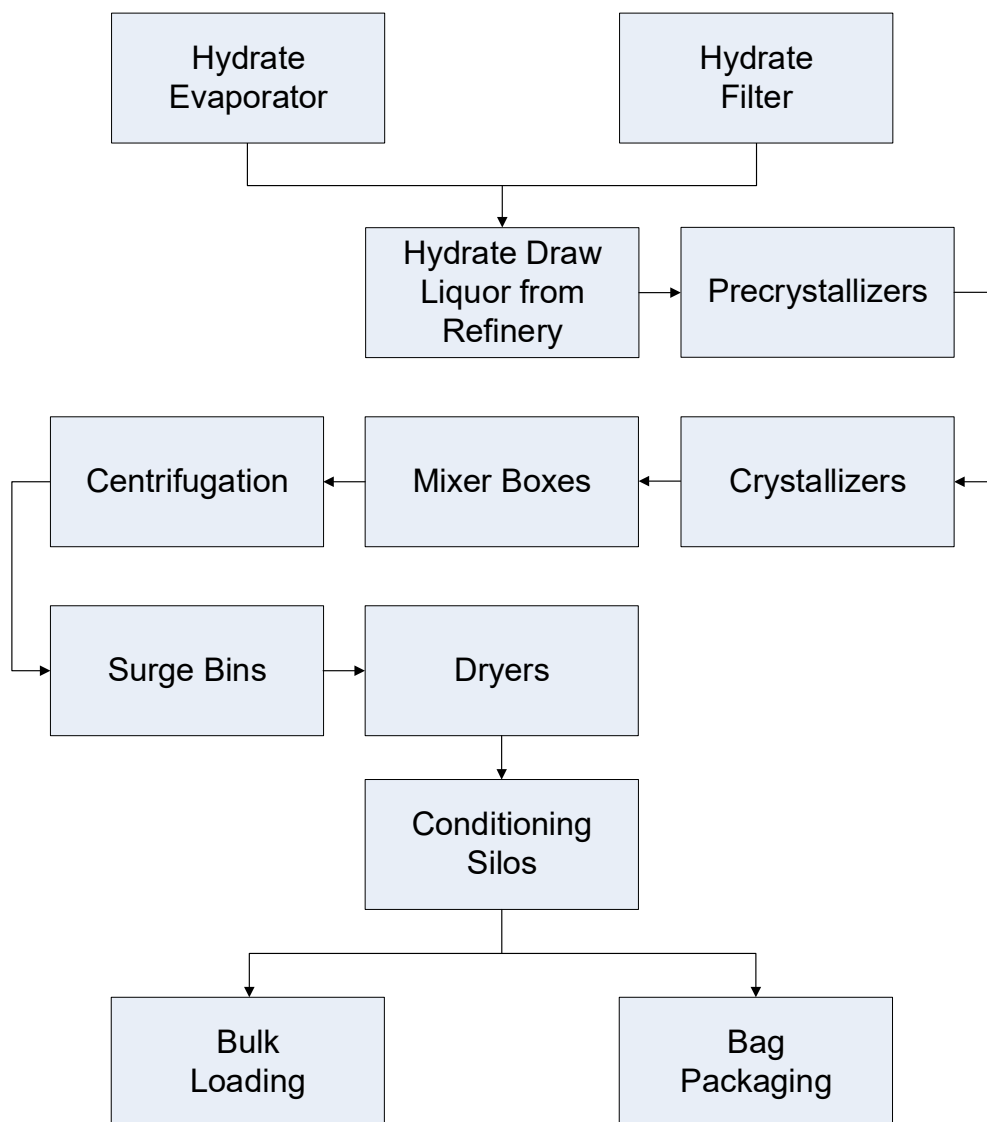 Hydrate
Evaporator
Hydrate
Filter
Hydrate Draw
Liquor from
Refinery
Precrystallizers
Centrifugation
Mixer Boxes
Crystallizers
Surge Bins
Dryers
Conditioning
Silos
Bulk
Loading
Bag
Packaging